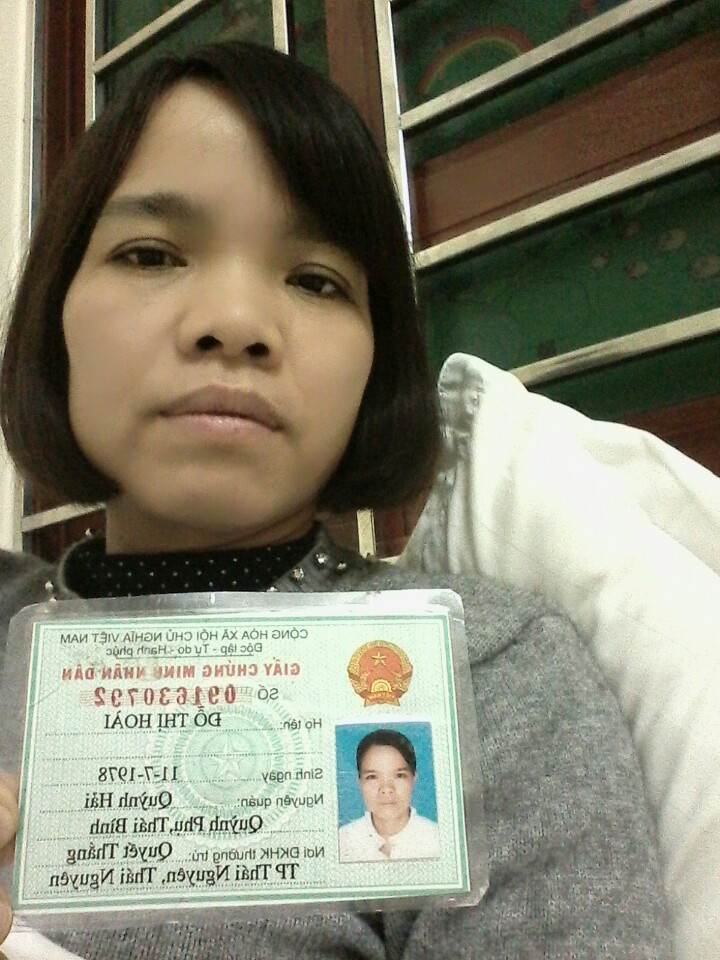 CỘNG HÒA XÃ HỘI CHỦ NGHĨA VIỆT NAM
Độc lập - Tự do - Hạnh phúc
GIẤY CHỨNG MINH NHÂN DÂN
SỐ 091630792
Họ tên: ĐỖ THỊ HOÀI
Sinh ngày 11-7-1978
Nguyên quán: Quỳnh Hải
Quỳnh Phụ, Thái Bình
Nơi ĐKHK thường trú: Quyết Thắng
TP Thái Nguyên, Thái Nguyên